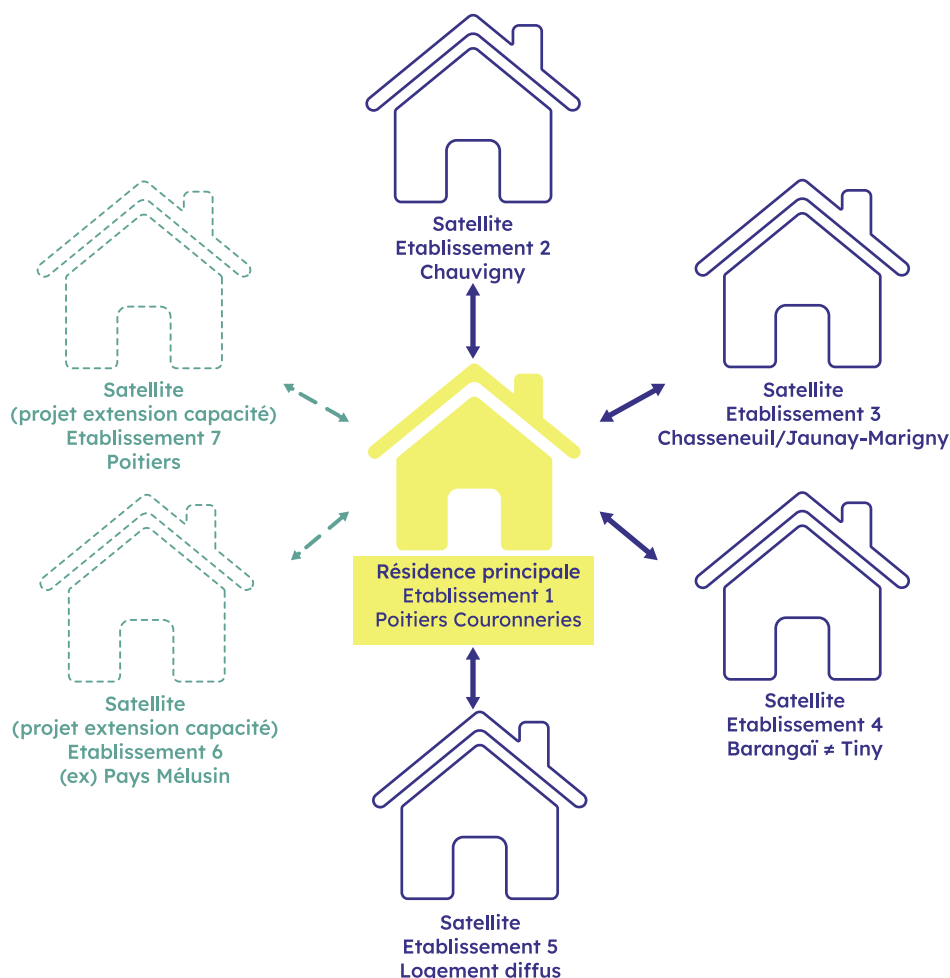 Satellite
Etablissement 2
Chauvigny
Satellite
(projet extension capacité)
Etablissement 7
Poitiers
Satellite
Etablissement 3
Chasseneuil/Jaunay-Marigny
Résidence principale
Etablissement 1
Poitiers Couronneries
Satellite
(projet extension capacité)
Etablissement 6
(ex) Pays Mélusin
Satellite
Etablissement 4
Barangaï ≠ Tiny
Satellite
Etablissement 5
Logement diffus